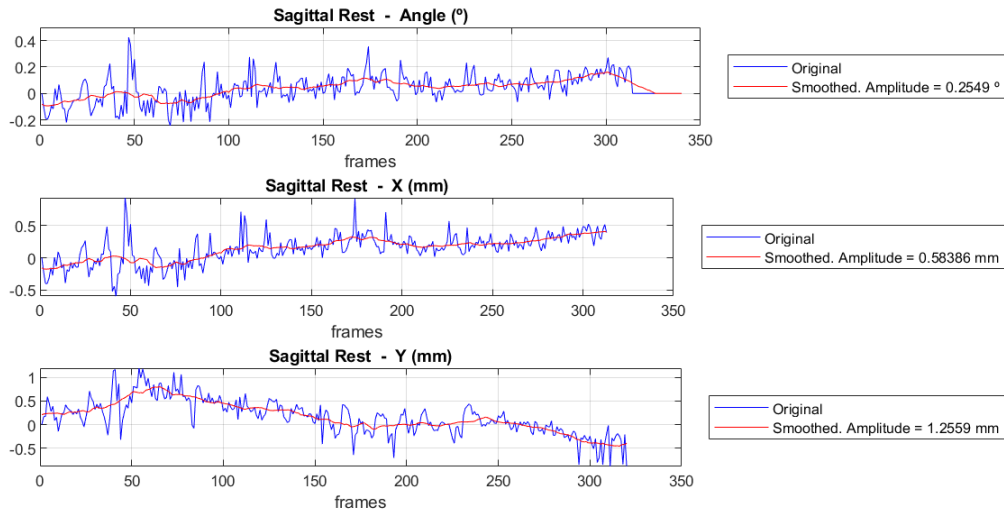 Sagittal Rest - Angle (º)
0.4
0.2
0
-0.2
0 50 100 150 200 250 300 350
frames
Original
Smoothed. Amplitude = 0.2549 º
Sagittal Rest - X (mm)
0.5
0
-0.5
0 50 100 150 200 250 300 350
frames
Original
Smoothed. Amplitude = 0.58386 mm
Sagittal Rest - Y (mm)
1
0.5
0
-0.5
0 50 100 150 200 250 300 350
frames
Original
Smoothed. Amplitude = 1.2559 mm